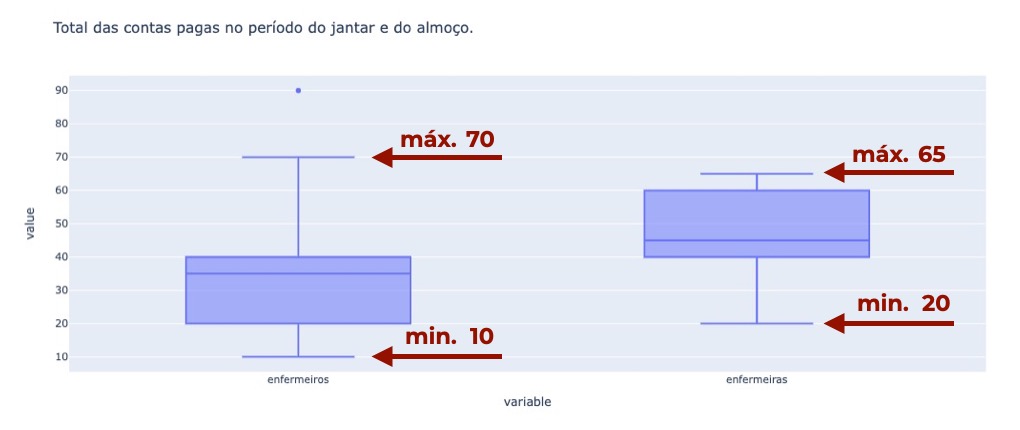 Total das contas pagas no período do jantar e do almoço.
90
80
70
60
50
40
30
20
10
value
máx. 70
máx. 65
min. 20
min. 10
enfermeiros
enfermeiras
variable